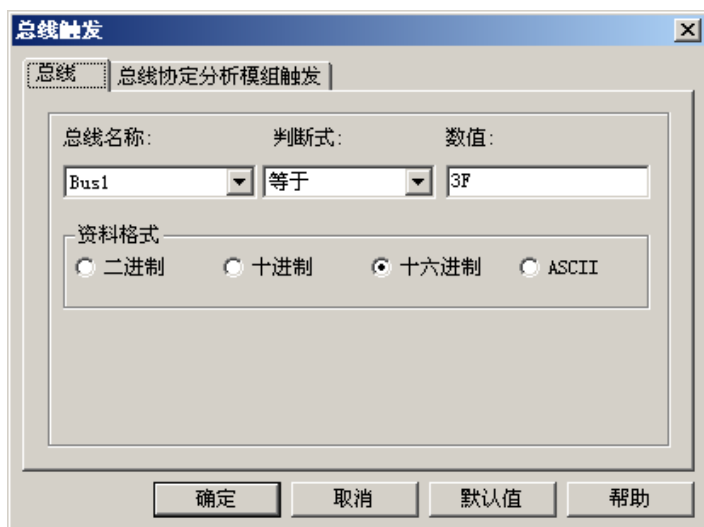 总线触发
总线 总线协定分析模组触发
总线名称: 判断式: 数值:
Bus1 等于 3F
资料格式
二进制 十进制 十六进制 ASCII
确定 取消 默认值 帮助